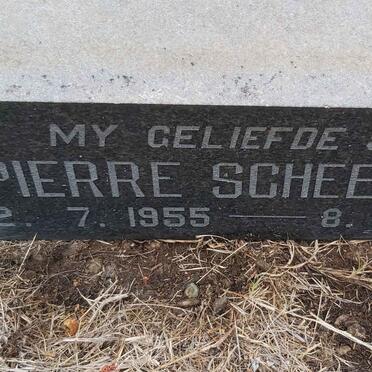 MY GELIEFDE
PIERRE SCHEE
2. 7. 1955 — 8.